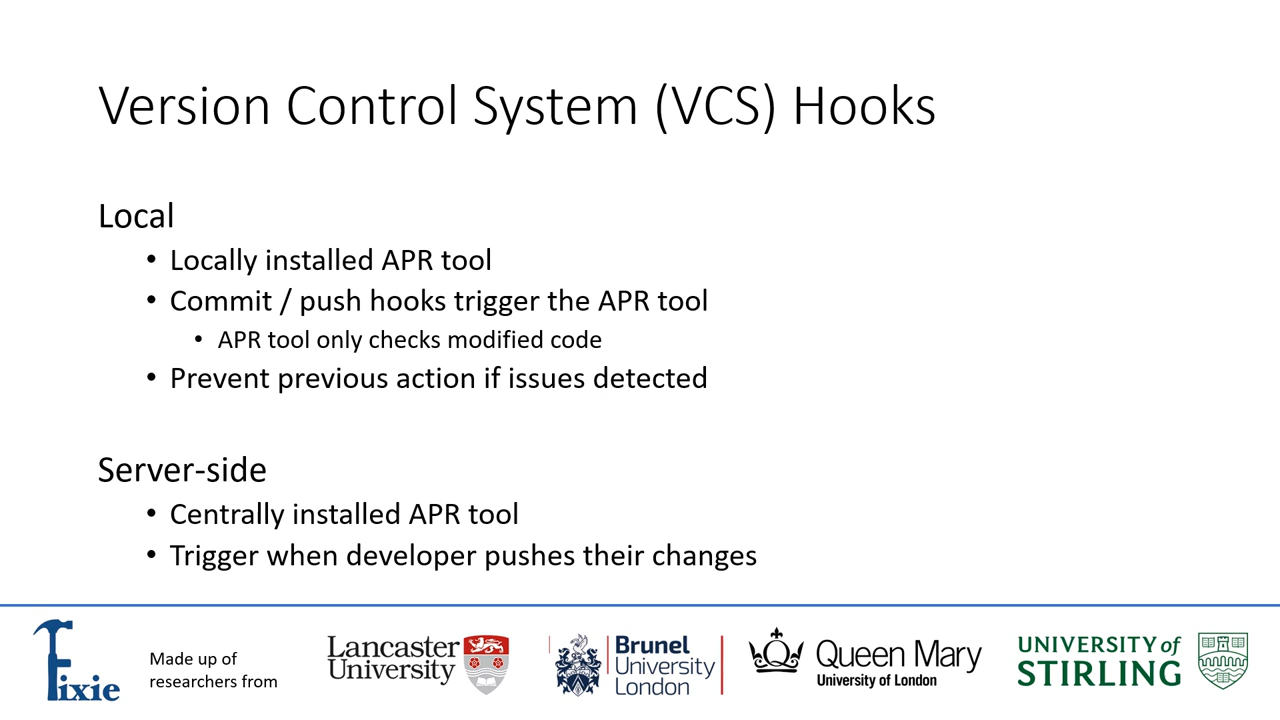 Version Control System (VCS) Hooks
Local
• Locally installed APR tool
• Commit / push hooks trigger the APR tool
• APR tool only checks modified code
• Prevent previous action if issues detected
Server-side
• Centrally installed APR tool
• Trigger when developer pushes their changes
Fixie
Made up of
researchers from
Lancaster
University
Brunel
University
London
Queen Mary
University of London
UNIVERSITY of
STIRLING